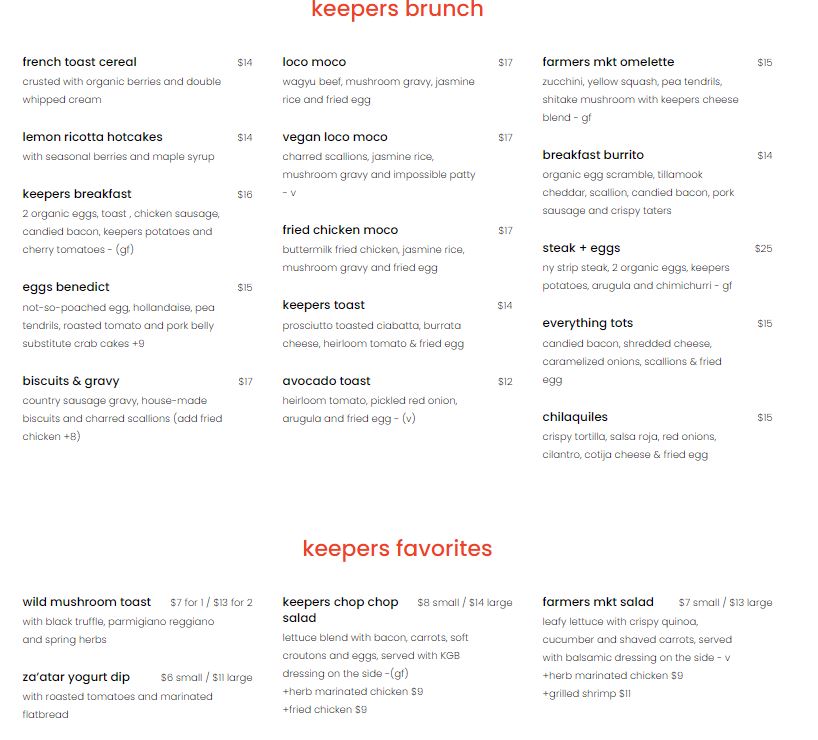 keepers brunch
french toast cereal $14
crusted with organic berries and double
whipped cream
lemon ricotta hotcakes $14
with seasonal berries and maple syrup
keepers breakfast $16
2 organic eggs, toast , chicken sausage,
candied bacon, keepers potatoes and
cherry tomatoes - (gf)
eggs benedict $15
not-so-poached egg, hollandaise, pea
tendrils, roasted tomato and pork belly
substitute crab cakes +9
biscuits & gravy $17
country sausage gravy, house-made
biscuits and charred scallions (add fried
chicken +8)
loco moco $17
wagyu beef, mushroom gravy, jasmine
rice and fried egg
vegan loco moco $17
charred scallions, jasmine rice,
mushroom gravy and impossible patty
- v
fried chicken moco $17
buttermilk fried chicken, jasmine rice,
mushroom gravy and fried egg
keepers toast $14
prosciutto toasted ciabatta, burrata
cheese, heirloom tomato & fried egg
avocado toast $12
heirloom tomato, pickled red onion,
arugula and fried egg - (v)
farmers mkt omelette $15
zucchini, yellow squash, pea tendrils,
shitake mushroom with keepers cheese
blend - gf
breakfast burrito $14
organic egg scramble, tillamook
cheddar, scallion, candied bacon, pork
sausage and crispy taters
steak + eggs $25
ny strip steak, 2 organic eggs, keepers
potatoes, arugula and chimichurri - gf
everything tots $15
candied bacon, shredded cheese,
caramelized onions, scallions & fried
egg
chilaquiles $15
crispy tortilla, salsa roja, red onions,
cilantro, cotija cheese & fried egg
keepers favorites
wild mushroom toast $7 for 1 / $13 for 2
with black truffle, parmigiano reggiano
and spring herbs
za'atar yogurt dip $6 small / $11 large
with roasted tomatoes and marinated
flatbread
keepers chop chop $8 small / $14 large
salad
lettuce blend with bacon, carrots, soft
croutons and eggs, served with KGB
dressing on the side -(gf)
+herb marinated chicken $9
+fried chicken $9
farmers mkt salad $7 small / $13 large
leafy lettuce with crispy quinoa,
cucumber and shaved carrots, served
with balsamic dressing on the side - v
+herb marinated chicken $9
+grilled shrimp $11